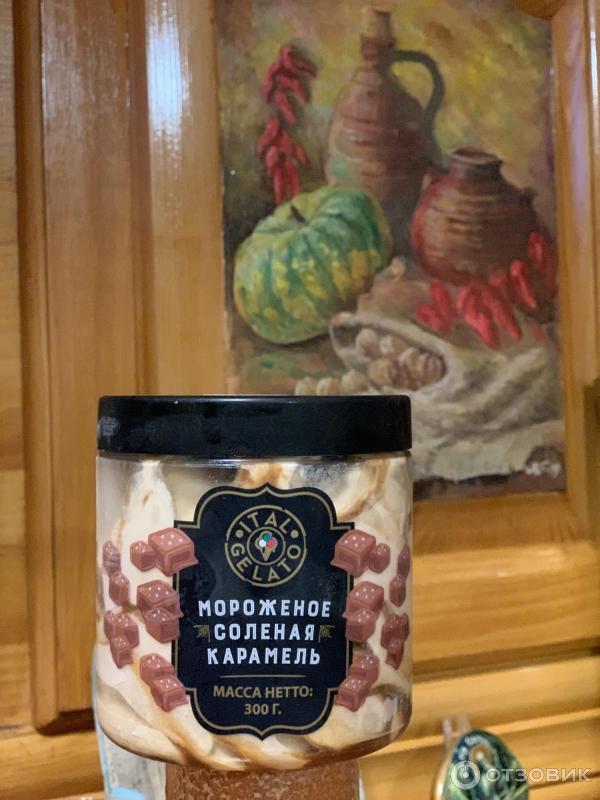 ITAL
GELATO
МОРОЖЕНОЕ
СОЛЕНАЯ
КАРАМЕЛЬ
МАССА НЕТТО:
300 Г.
ОТЗОВИК